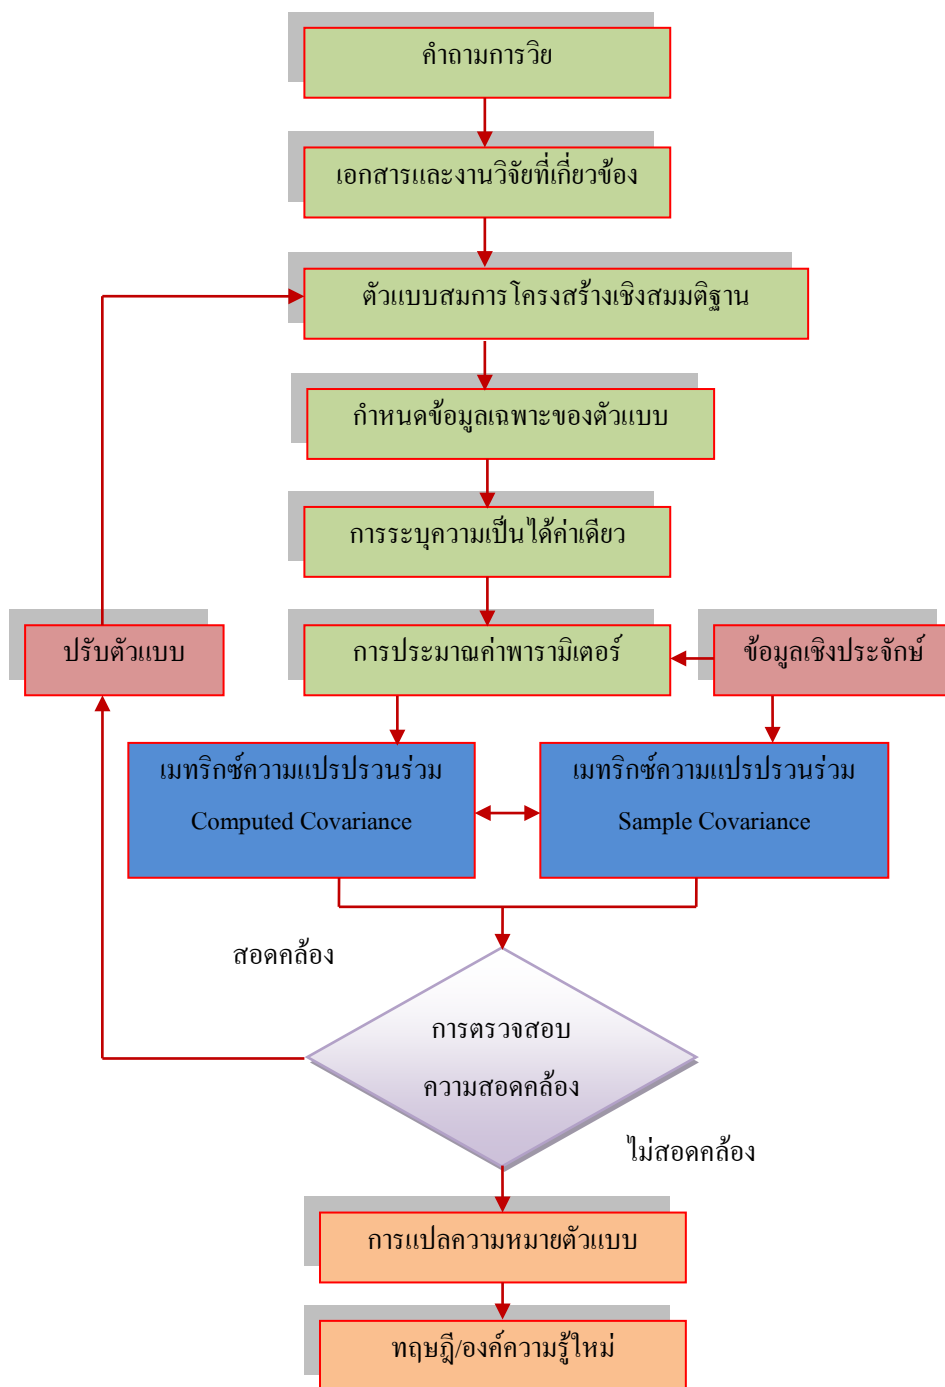 คำถามการวิย
เอกสารและงานวิจัยที่เกี่ยวข้อง
ตัวแบบสมการโครงสร้างเชิงสมมติฐาน
กำหนดข้อมูลเฉพาะของตัวแบบ
การระบุความเป็นได้ค่าเดียว
ปรับตัวแบบ
การประมาณค่าพารามิเตอร์
ข้อมูลเชิงประจักษ์
เมทริกซ์ความแปรปรวนร่วม
Computed Covariance
เมทริกซ์ความแปรปรวนร่วม
Sample Covariance
สอดคล้อง
การตรวจสอบ
ความสอดคล้อง
ไม่สอดคล้อง
การแปลความหมายตัวแบบ
ทฤษฎี/องค์ความรู้ใหม่